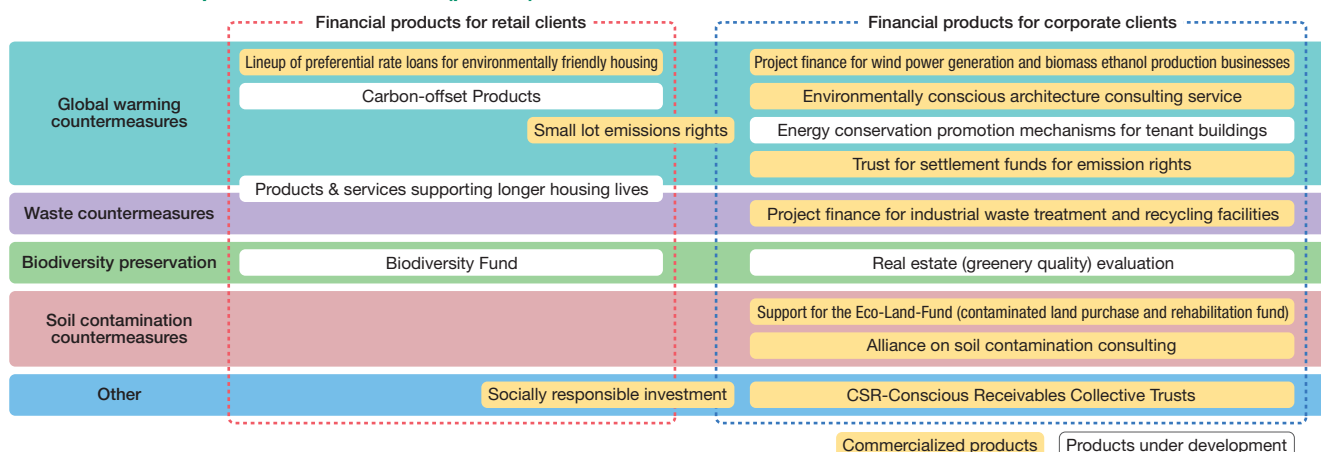 Financial products for retail clients
Financial products for corporate clients
Global warming
countermeasures
Lineup of preferential rate loans for environmentally friendly housing
Carbon-offset Products
Small lot emissions rights
Products & services supporting longer housing lives
Project finance for wind power generation and biomass ethanol production businesses
Environmentally conscious architecture consulting service
Energy conservation promotion mechanisms for tenant buildings
Trust for settlement funds for emission rights
Waste countermeasures
Project finance for industrial waste treatment and recycling facilities
Biodiversity preservation
Biodiversity Fund
Real estate (greenery quality) evaluation
Soil contamination
countermeasures
Support for the Eco-Land-Fund (contaminated land purchase and rehabilitation fund)
Alliance on soil contamination consulting
Other
Socially responsible investment
CSR-Conscious Receivables Collective Trusts
Commercialized products
Products under development